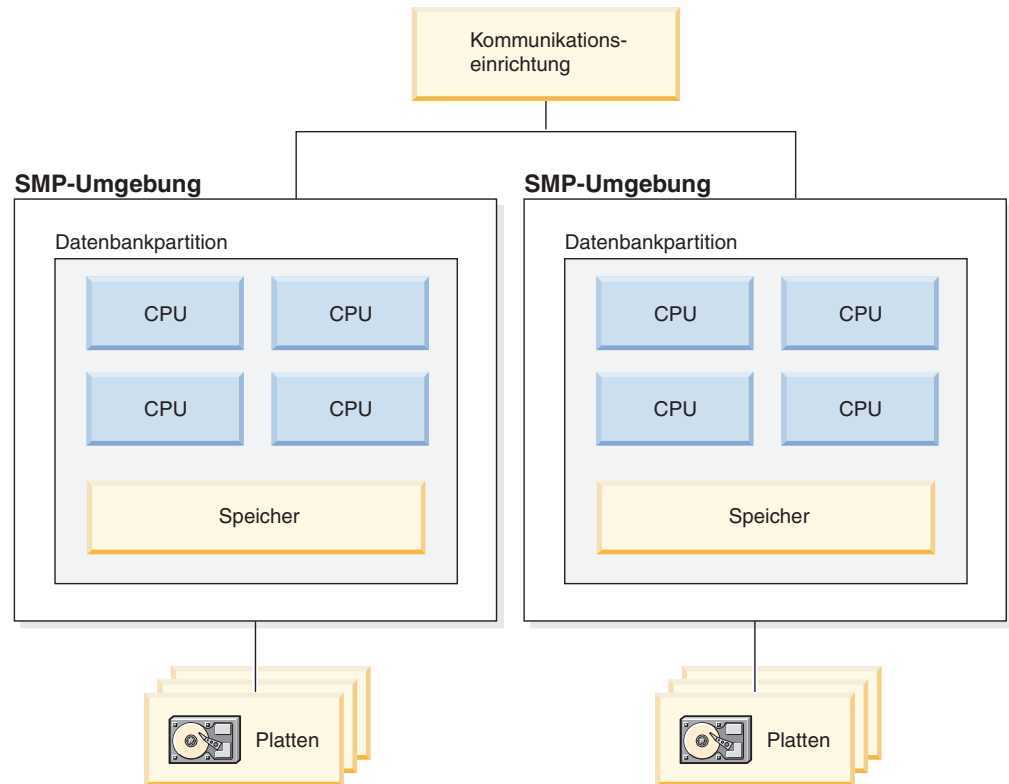 Kommunikations-
einrichtung
SMP-Umgebung
Datenbankpartition
CPU
CPU
CPU
CPU
Speicher
Platten
SMP-Umgebung
Datenbankpartition
CPU
CPU
CPU
CPU
Speicher
Platten